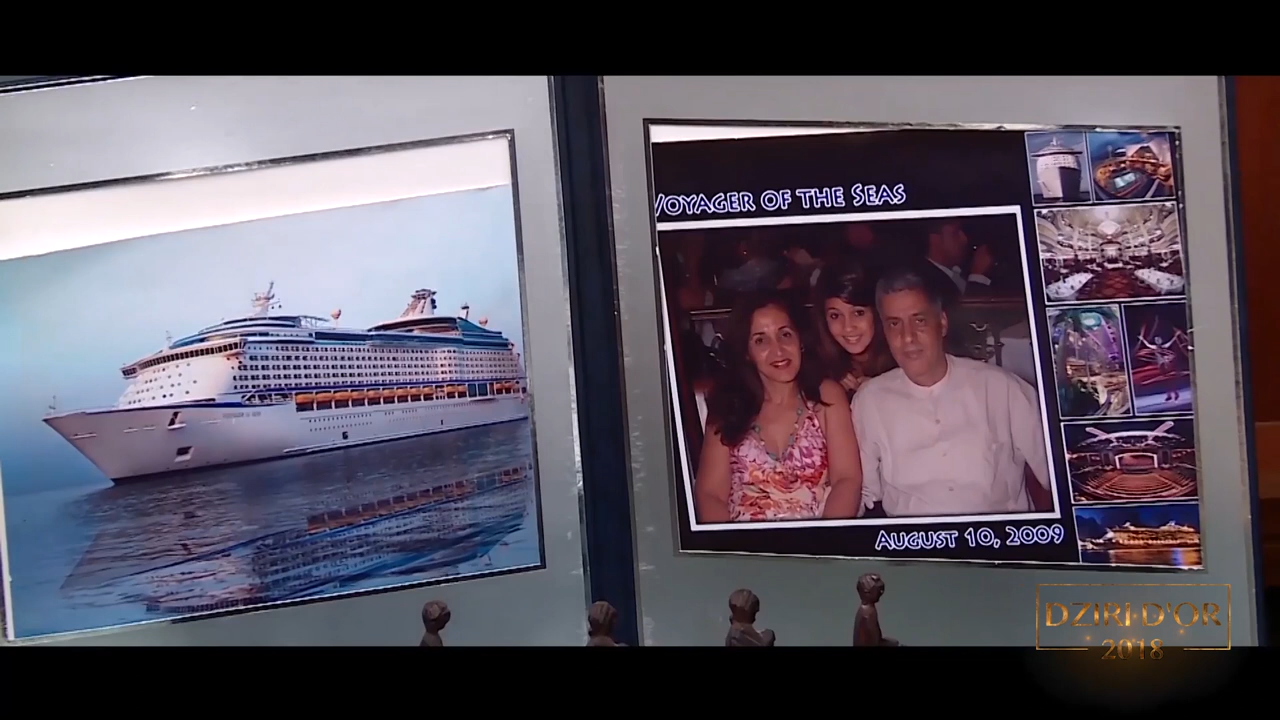 VOYAGER OF THE SEAS
AUGUST 10, 2009
DZIRI D'OR
2018